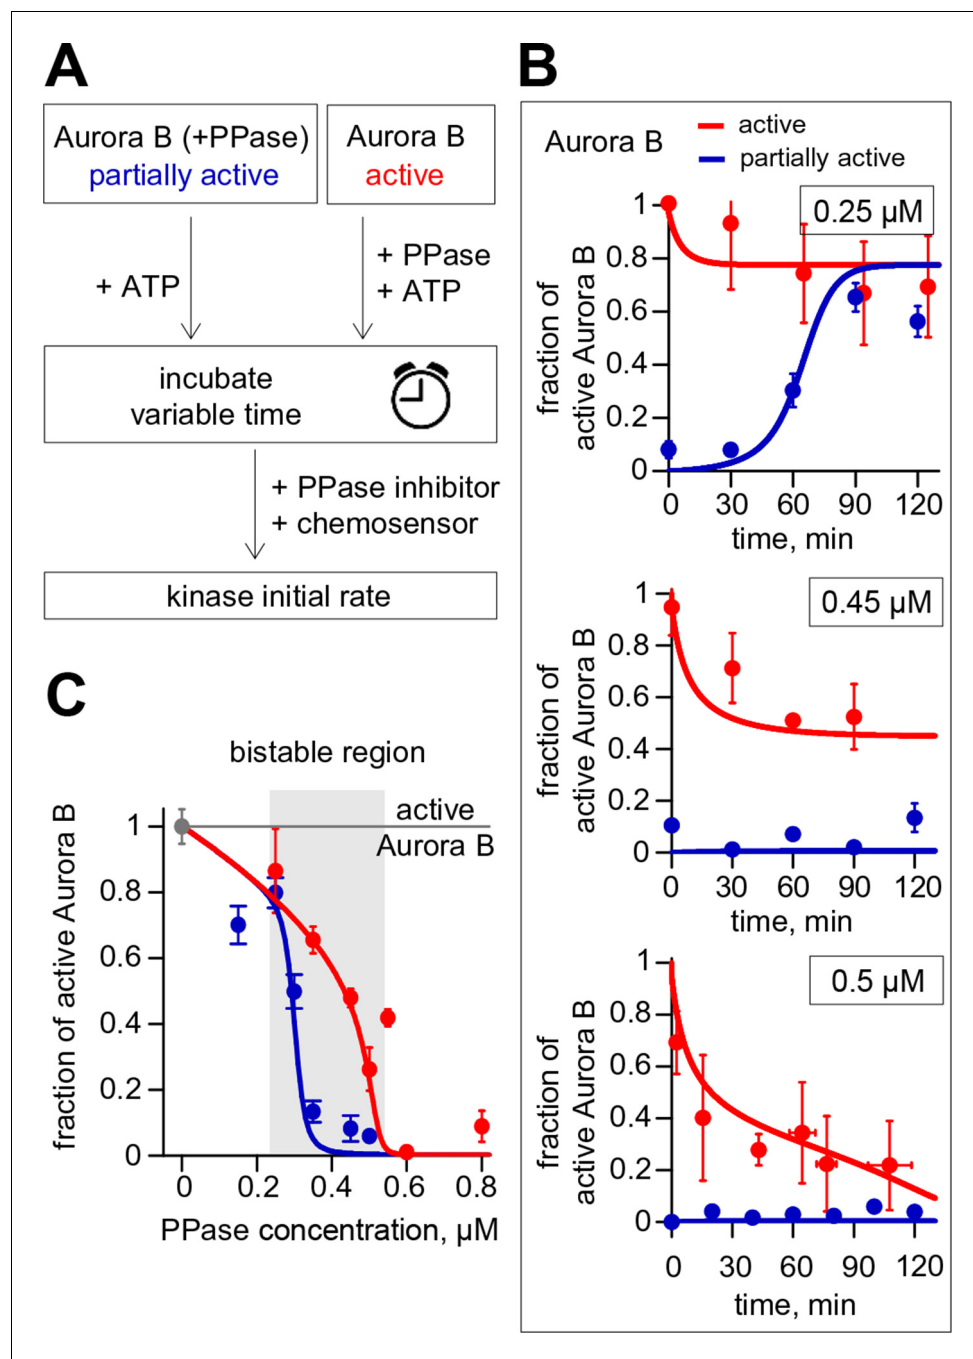 A
Aurora B (+PPase)
partially active
Aurora B
active
+ ATP
+ PPase
+ ATP
incubate
variable time
+ PPase inhibitor
+ chemosensor
kinase initial rate
B
Aurora B
active
partially active
0.25 µM
fraction of
active Aurora B
1
0.8
0.6
0.4
0.2
0
0 30 60 90 120
time, min
0.45 µM
fraction of
active Aurora B
1
0.8
0.6
0.4
0.2
0
0 30 60 90 120
time, min
0.5 µM
fraction of
active Aurora B
1
0.8
0.6
0.4
0.2
0
0 30 60 90 120
time, min
C
bistable region
active
Aurora B
fraction of active Aurora B
1
0.8
0.6
0.4
0.2
0
0 0.2 0.4 0.6 0.8
PPase concentration, µM